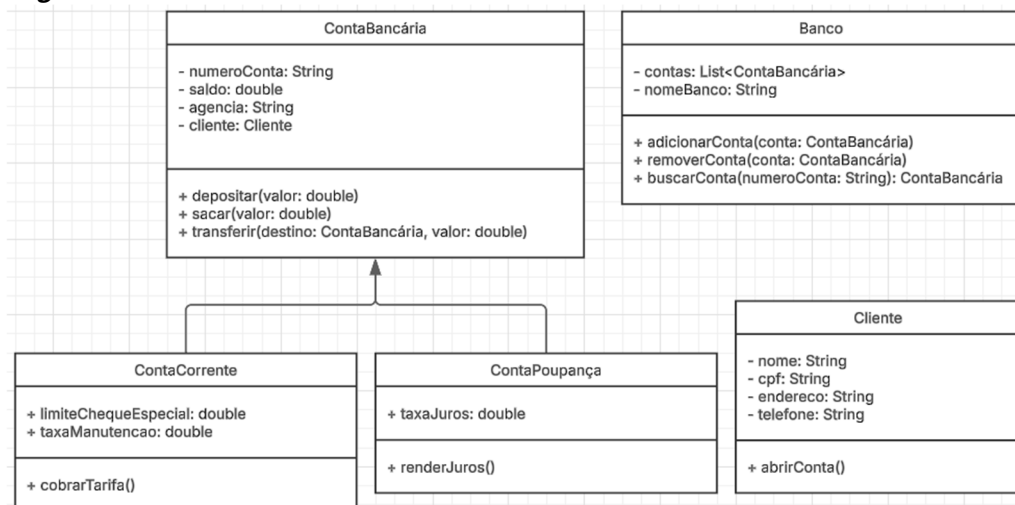 ContaBancária
- numeroConta: String
- saldo: double
- agencia: String
- cliente: Cliente
+ depositar(valor: double)
+ sacar(valor: double)
+ transferir(destino: ContaBancária, valor: double)
Banco
- contas: List<ContaBancária>
- nomeBanco: String
+ adicionarConta(conta: ContaBancária)
+ removerConta(conta: ContaBancária)
+ buscarConta(numeroConta: String): ContaBancária
ContaCorrente
+ limiteChequeEspecial: double
+ taxaManutencao: double
+ cobrarTarifa()
ContaPoupança
+ taxaJuros: double
+ renderJuros()
Cliente
- nome: String
- cpf: String
- endereco: String
- telefone: String
+ abrirConta()